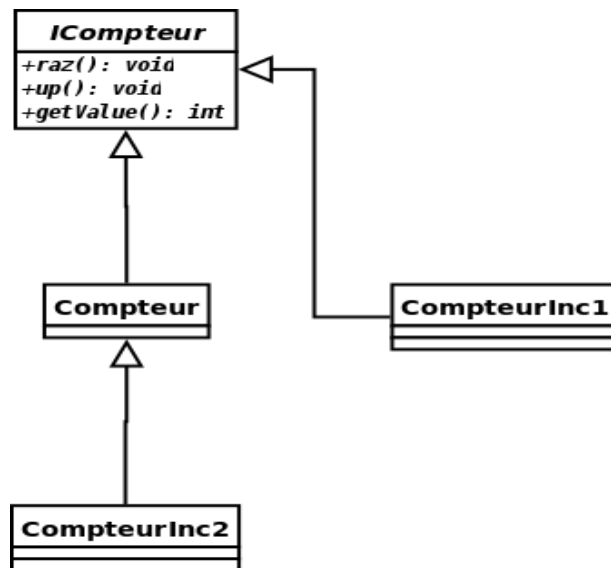 ICompteur
+raz(): void
+up(): void
+getValue(): int
Compteur
CompteurInc1
CompteurInc2